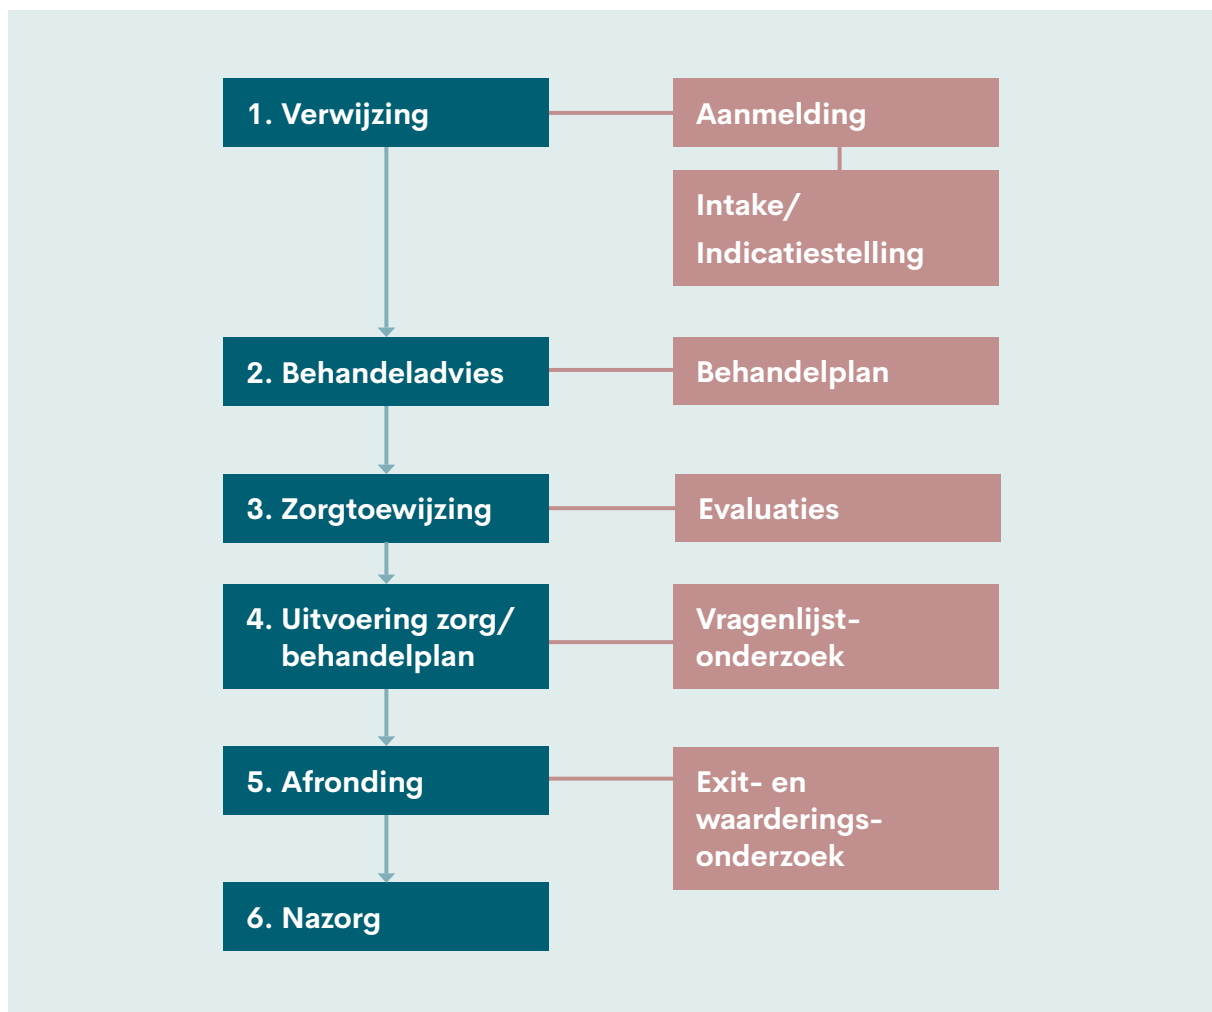 1. Verwijzing
Aanmelding
Intake/
Indicatiestelling
2. Behandeladvies
Behandelplan
3. Zorgtoewijzing
Evaluaties
4. Uitvoering zorg/
behandelplan
Vragenlijst-
onderzoek
5. Afronding
Exit- en
waarderings-
onderzoek
6. Nazorg